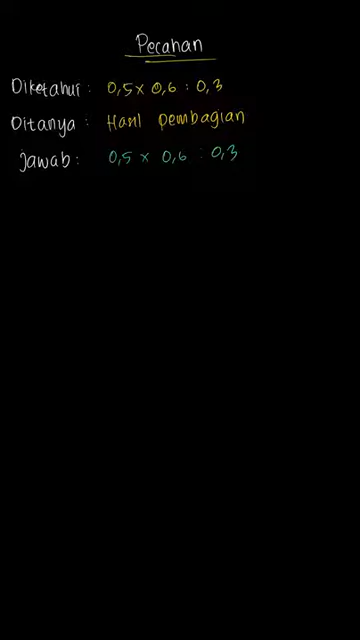 Pecahan
Diketahui : 0,5 x 0,6 : 0,3
Ditanya : Hasil pembagian
Jawab : 0,5 x 0,6 : 0,3